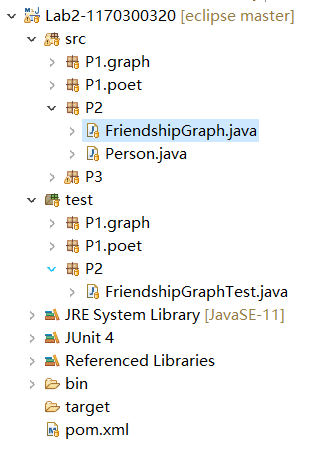 Lab2-1170300320 [eclipse master]
src
P1.graph
P1.poet
P2
FriendshipGraph.java
Person.java
P3
test
P1.graph
P1.poet
P2
FriendshipGraphTest.java
JRE System Library [JavaSE-11]
JUnit 4
Referenced Libraries
bin
target
pom.xml